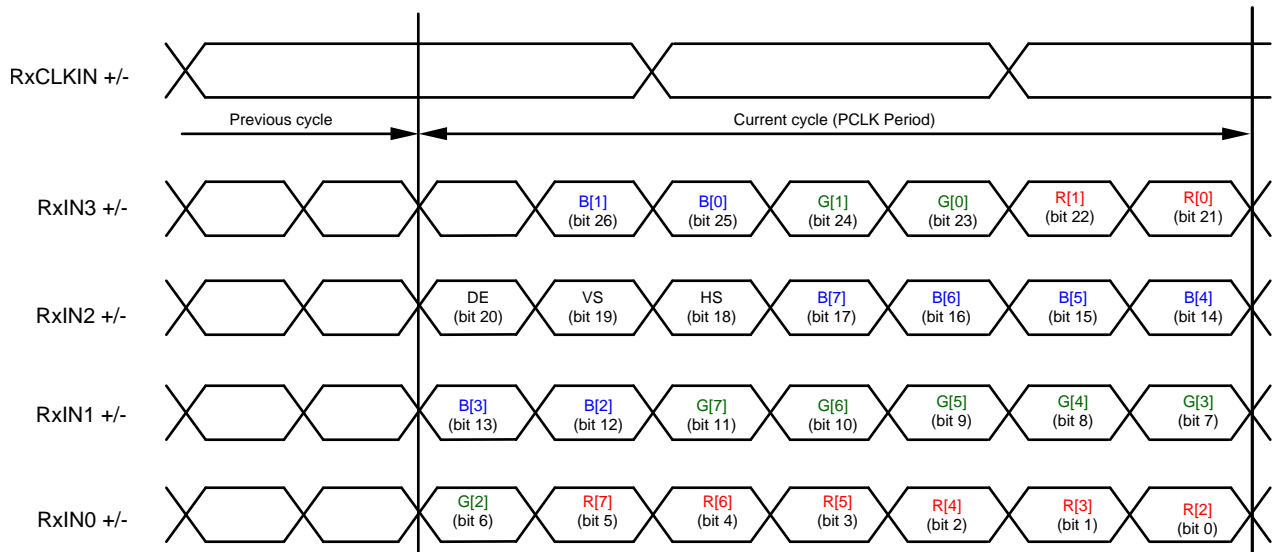 RxCLKIN +/-
Previous cycle
Current cycle (PCLK Period)
RxIN3 +/-
B[1] B[0] G[1] G[0] R[1] R[0]
(bit 26) (bit 25) (bit 24) (bit 23) (bit 22) (bit 21)
RxIN2 +/-
DE VS HS B[7] B[6] B[5] B[4]
(bit 20) (bit 19) (bit 18) (bit 17) (bit 16) (bit 15) (bit 14)
RxIN1 +/-
B[3] B[2] G[7] G[6] G[5] G[4] G[3]
(bit 13) (bit 12) (bit 11) (bit 10) (bit 9) (bit 8) (bit 7)
RxIN0 +/-
G[2] R[7] R[6] R[5] R[4] R[3] R[2]
(bit 6) (bit 5) (bit 4) (bit 3) (bit 2) (bit 1) (bit 0)